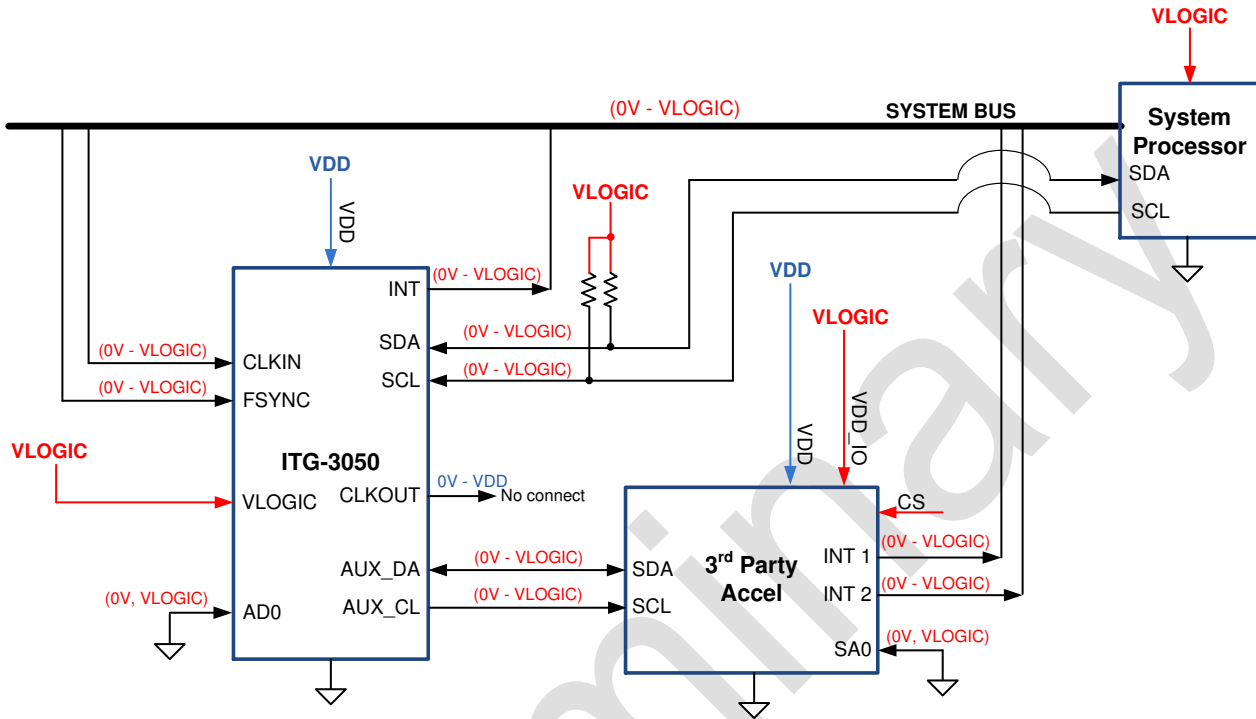 VLOGIC
(0V - VLOGIC)
SYSTEM BUS
System
Processor
SDA
SCL
VDD
VDD
VLOGIC
(0V - VLOGIC)
INT
(0V - VLOGIC)
SDA
(0V - VLOGIC)
SCL
(0V - VLOGIC)
CLKIN
(0V - VLOGIC)
FSYNC
VDD
VLOGIC
VDD
VDD_IO
VLOGIC
VLOGIC
ITG-3050
CLKOUT
0V - VDD
No connect
CS
AUX_DA
(0V - VLOGIC)
SDA
AUX_CL
(0V - VLOGIC)
SCL
3rd Party
Accel
INT 1
(0V - VLOGIC)
INT 2
(0V - VLOGIC)
(0V, VLOGIC)
AD0
SA0
(0V, VLOGIC)
minary